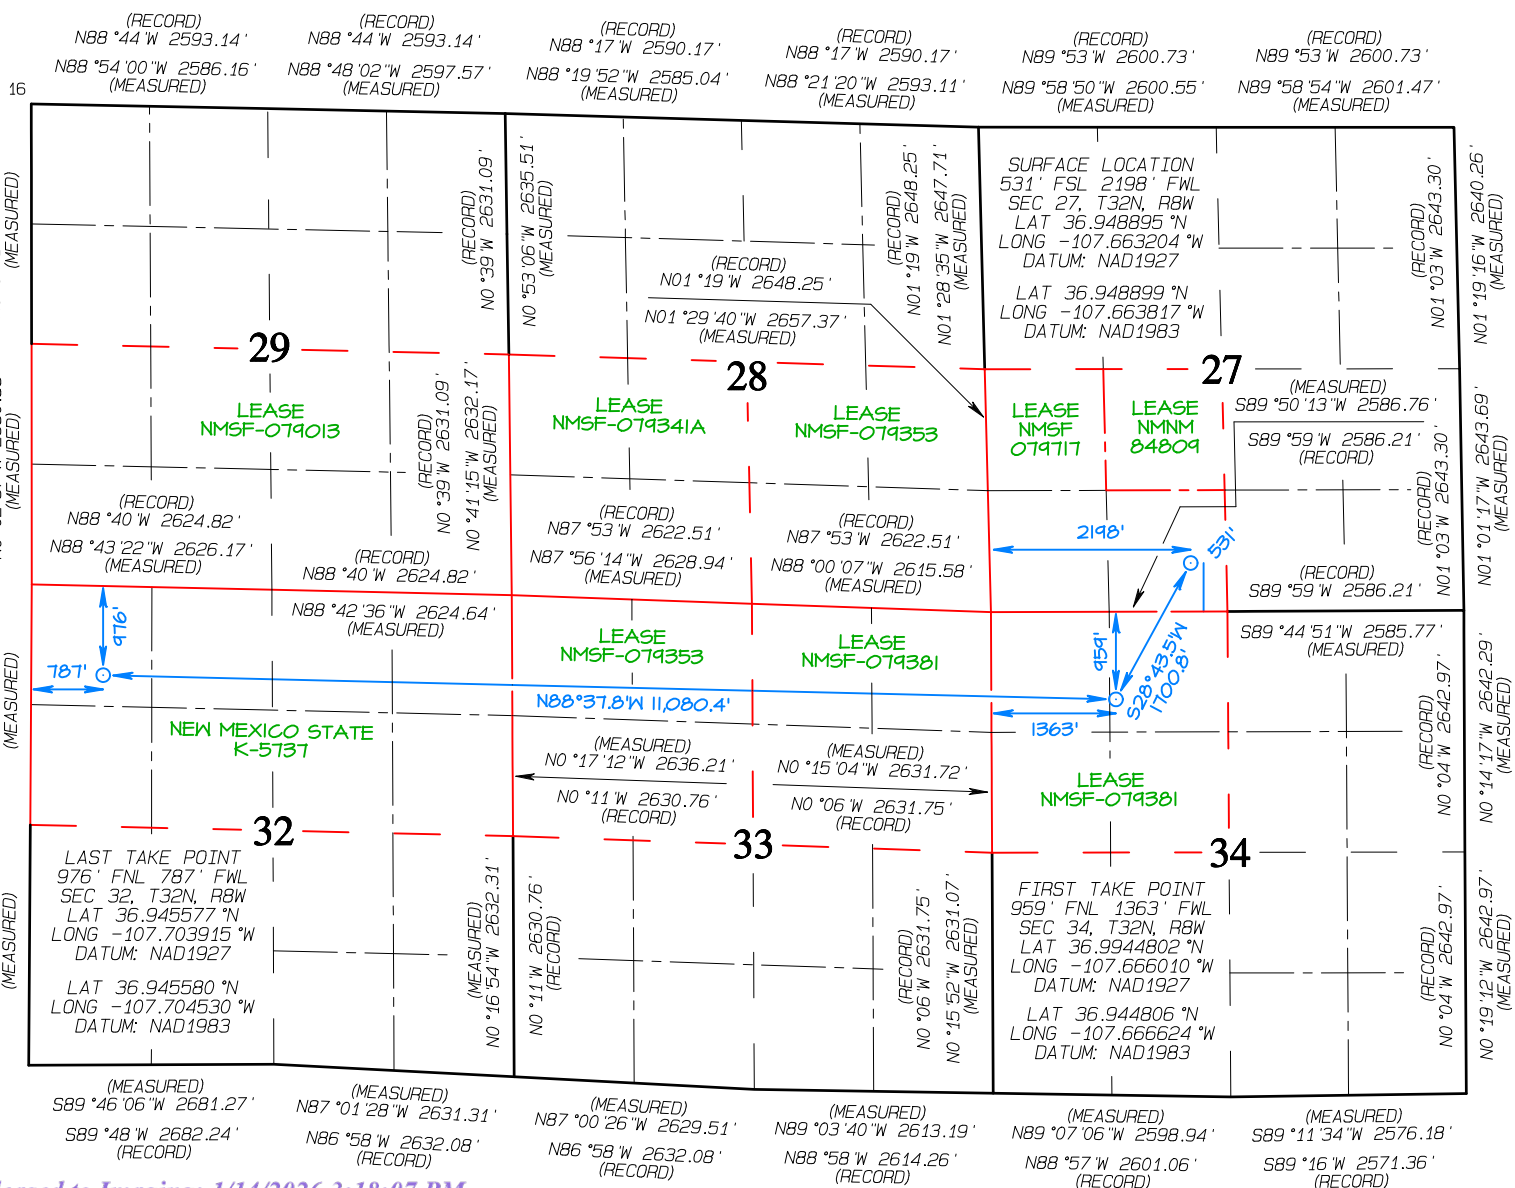 (RECORD)
N88°44'W 2593.14'
N88°54'00"W 2586.16'
(MEASURED)
(RECORD)
N88°44'W 2593.14'
N88°48'02"W 2597.57'
(MEASURED)
(RECORD)
N88°17'W 2590.17'
N88°19'52"W 2585.04'
(MEASURED)
(RECORD)
N88°17'W 2590.17'
N88°21'20"W 2593.11'
(MEASURED)
(RECORD)
N89°53'W 2600.73'
N89°58'50"W 2600.55'
(MEASURED)
(RECORD)
N89°53'W 2600.73'
N89°58'54"W 2601.47'
(MEASURED)
16
(MEASURED)
(RECORD)
N0°39'W 2631.09'
N0°53'06"W 2635.51'
(MEASURED)
(RECORD)
N01°19'W 2648.25'
N01°29'40"W 2657.37'
(MEASURED)
(RECORD)
N01°19'W 2648.25'
N01°28'35"W 2647.71'
(MEASURED)
SURFACE LOCATION
531' FSL 2198' FWL
SEC 27, T32N, R8W
LAT 36.948895°N
LONG -107.663204°W
DATUM: NAD1927
LAT 36.948899°N
LONG -107.663817°W
DATUM: NAD1983
(RECORD)
N01°03'W 2643.30'
N01°19'16"W 2640.26'
(MEASURED)
29
28
27
LEASE
NMSF-079013
LEASE
NMSF-079341A
LEASE
NMSF-079353
LEASE
NMSF
079717
LEASE
NMNM
84809
(MEASURED)
S89°50'13"W 2586.76'
S89°59'W 2586.21'
(RECORD)
(MEASURED)
(RECORD)
N0°39'W 2631.09'
N0°41'15"W 2632.17'
(MEASURED)
(RECORD)
N01°03'W 2643.30'
N01°01'17"W 2643.69'
(MEASURED)
(RECORD)
N88°40'W 2624.82'
N88°43'22"W 2626.17'
(MEASURED)
(RECORD)
N88°40'W 2624.82'
N88°42'36"W 2624.64'
(MEASURED)
(RECORD)
N87°53'W 2622.51'
N87°56'14"W 2628.94'
(MEASURED)
(RECORD)
N87°53'W 2622.51'
N88°00'07"W 2615.58'
(MEASURED)
2198'
531'
(RECORD)
S89°59'W 2586.21'
S89°44'51"W 2585.77'
(MEASURED)
976'
787'
(MEASURED)
LEASE
NMSF-079353
LEASE
NMSF-079381
959'
S28°43.5'W
1700.8'
N88°37.8'W 11,080.4'
1363'
NEW MEXICO STATE
K-5737
(MEASURED)
N0°17'12"W 2636.21'
N0°11'W 2630.76'
(RECORD)
(MEASURED)
N0°15'04"W 2631.72'
N0°06'W 2631.75'
(RECORD)
LEASE
NMSF-079381
(RECORD)
N0°04'W 2642.97'
N0°14'17"W 2642.29'
(MEASURED)
32
33
34
LAST TAKE POINT
976' FNL 787' FWL
SEC 32, T32N, R8W
LAT 36.945577°N
LONG -107.703915°W
DATUM: NAD1927
LAT 36.945580°N
LONG -107.704530°W
DATUM: NAD1983
(MEASURED)
(MEASURED)
N0°16'54"W 2632.31'
N0°11'W 2630.76'
(RECORD)
(RECORD)
N0°06'W 2631.75'
N0°15'52"W 2631.07'
(MEASURED)
FIRST TAKE POINT
959' FNL 1363' FWL
SEC 34, T32N, R8W
LAT 36.9944802°N
LONG -107.666010°W
DATUM: NAD1927
LAT 36.944806°N
LONG -107.666624°W
DATUM: NAD1983
(RECORD)
N0°04'W 2642.97'
N0°19'12"W 2642.97'
(MEASURED)
(MEASURED)
S89°46'06"W 2681.27'
S89°48'W 2682.24'
(RECORD)
(MEASURED)
N87°01'28"W 2631.31'
N86°58'W 2632.08'
(RECORD)
(MEASURED)
N87°00'26"W 2629.51'
N86°58'W 2632.08'
(RECORD)
(MEASURED)
N89°03'40"W 2613.19'
N88°58'W 2614.26'
(RECORD)
(MEASURED)
N89°07'06"W 2598.94'
N88°57'W 2601.06'
(RECORD)
(MEASURED)
S89°11'34"W 2576.18'
S89°16'W 2571.36'
(RECORD)
to Imaging: 1/14/2026 3:18:07 PM